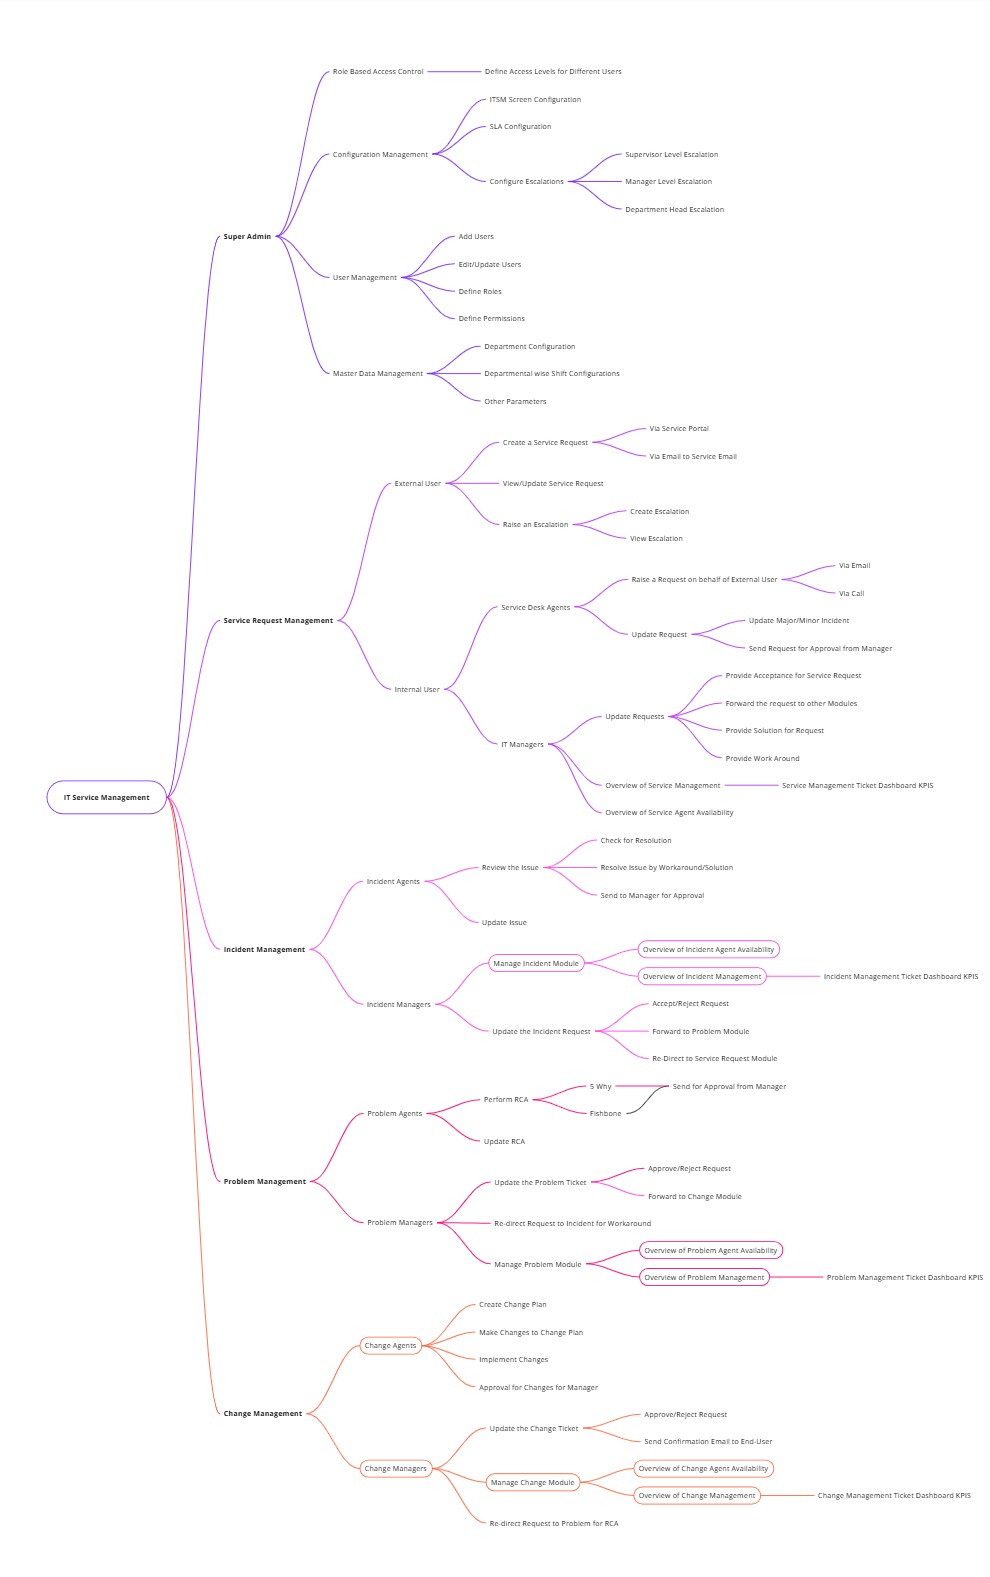 Role Based Access Control
Define Access Levels for Different Users
ITSM Screen Configuration
SLA Configuration
Configuration Management
Supervisor Level Escalation
Configure Escalations
Manager Level Escalation
Department Head Escalation
Super Admin
Add Users
Edit/Update Users
User Management
Define Roles
Define Permissions
Department Configuration
Master Data Management
Departmental wise Shift Configurations
Other Parameters
Via Service Portal
Create a Service Request
Via Email to Service Email
External User
View/Update Service Request
Create Escalation
Raise an Escalation
View Escalation
Via Email
Raise a Request on behalf of External User
Via Call
Service Desk Agents
Service Request Management
Update Major/Minor Incident
Update Request
Send Request for Approval from Manager
Provide Acceptance for Service Request
Internal User
Forward the request to other Modules
Update Requests
Provide Solution for Request
IT Managers
Provide Work Around
Overview of Service Management
Service Management Ticket Dashboard KPIS
IT Service Management
Overview of Service Agent Availability
Check for Resolution
Review the Issue
Resolve Issue by Workaround/Solution
Incident Agents
Send to Manager for Approval
Update Issue
Incident Management
Overview of Incident Agent Availability
Manage Incident Module
Overview of Incident Management
Incident Management Ticket Dashboard KPIS
Incident Managers
Accept/Reject Request
Update the Incident Request
Forward to Problem Module
Re-Direct to Service Request Module
5 Why
Send for Approval from Manager
Perform RCA
Problem Agents
Fishbone
Update RCA
Problem Management
Approve/Reject Request
Update the Problem Ticket
Forward to Change Module
Problem Managers
Re-direct Request to Incident for Workaround
Overview of Problem Agent Availability
Manage Problem Module
Overview of Problem Management
Problem Management Ticket Dashboard KPIS
Create Change Plan
Make Changes to Change Plan
Change Agents
Implement Changes
Approval for Changes for Manager
Change Management
Approve/Reject Request
Update the Change Ticket
Send Confirmation Email to End-User
Change Managers
Overview of Change Agent Availability
Manage Change Module
Overview of Change Management
Change Management Ticket Dashboard KPIS
Re-direct Request to Problem for RCA